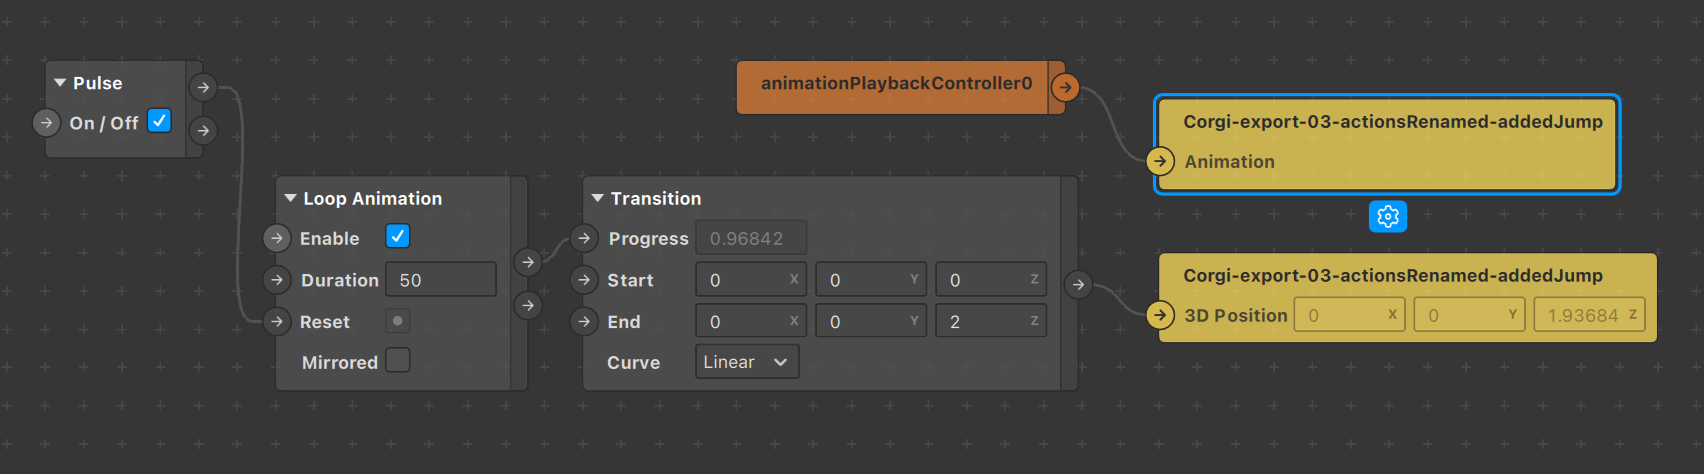 Pulse
On / Off
animationPlaybackController0
Corgi-export-03-actionsRenamed-addedJump
Animation
Loop Animation
Enable
Duration 50
Reset
Mirrored
Transition
Progress 0.96842
Start 0 X 0 Y 0 Z
End 0 X 0 Y 2 Z
Curve Linear
Corgi-export-03-actionsRenamed-addedJump
3D Position 0 X 0 Y 1.93684 Z